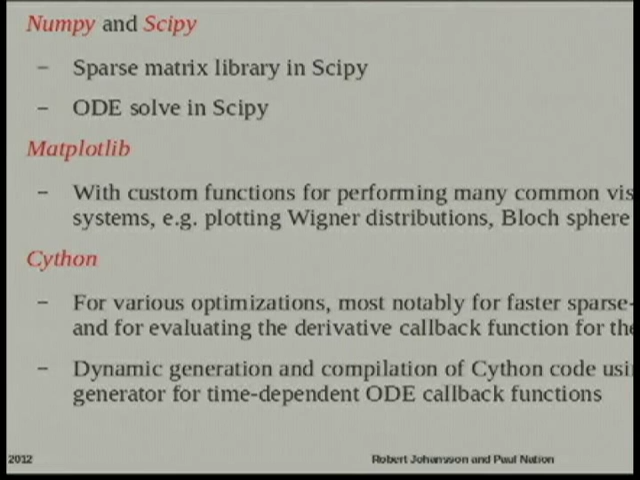 Numpy and Scipy
– Sparse matrix library in Scipy
– ODE solve in Scipy
Matplotlib
– With custom functions for performing many common vis
systems, e.g. plotting Wigner distributions, Bloch sphere
Cython
– For various optimizations, most notably for faster sparse-
and for evaluating the derivative callback function for the
– Dynamic generation and compilation of Cython code usi
generator for time-dependent ODE callback functions
2012 Robert Johansson and Paul Nation